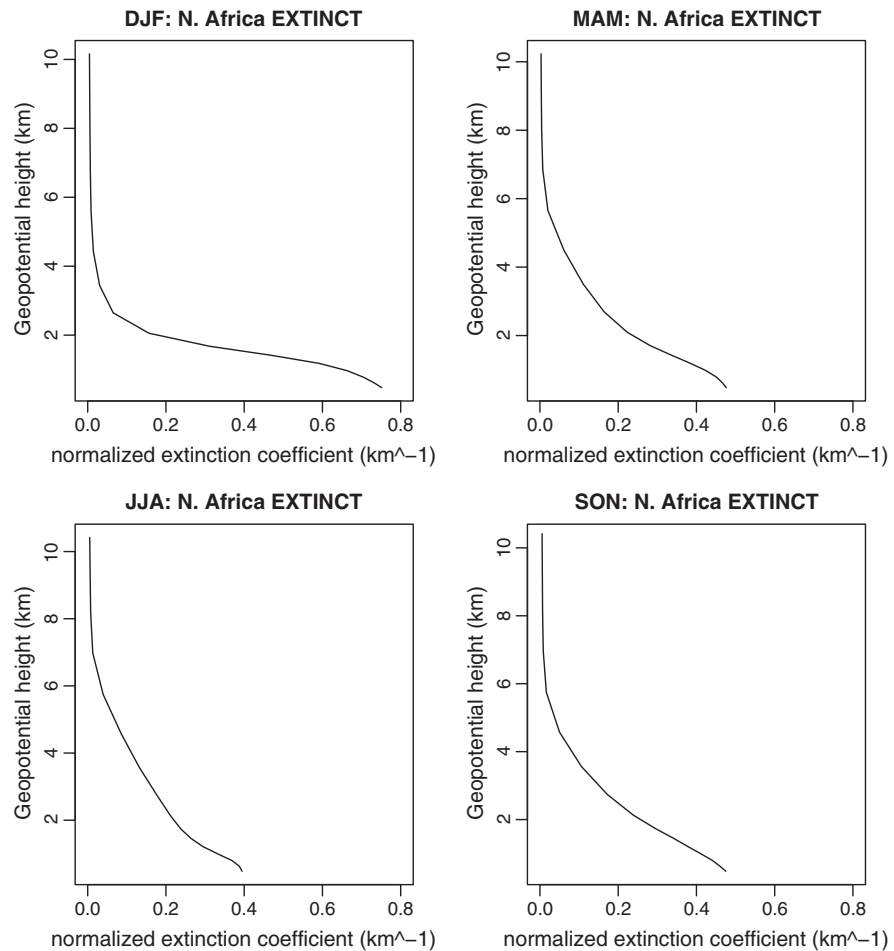 DJF: N. Africa EXTINCT
10
8
6
4
2
Geopotential height (km)
0.0 0.2 0.4 0.6 0.8
normalized extinction coefficient (km^−1)
MAM: N. Africa EXTINCT
10
8
6
4
2
Geopotential height (km)
0.0 0.2 0.4 0.6 0.8
normalized extinction coefficient (km^−1)
JJA: N. Africa EXTINCT
10
8
6
4
2
Geopotential height (km)
0.0 0.2 0.4 0.6 0.8
normalized extinction coefficient (km^−1)
SON: N. Africa EXTINCT
10
8
6
4
2
Geopotential height (km)
0.0 0.2 0.4 0.6 0.8
normalized extinction coefficient (km^−1)